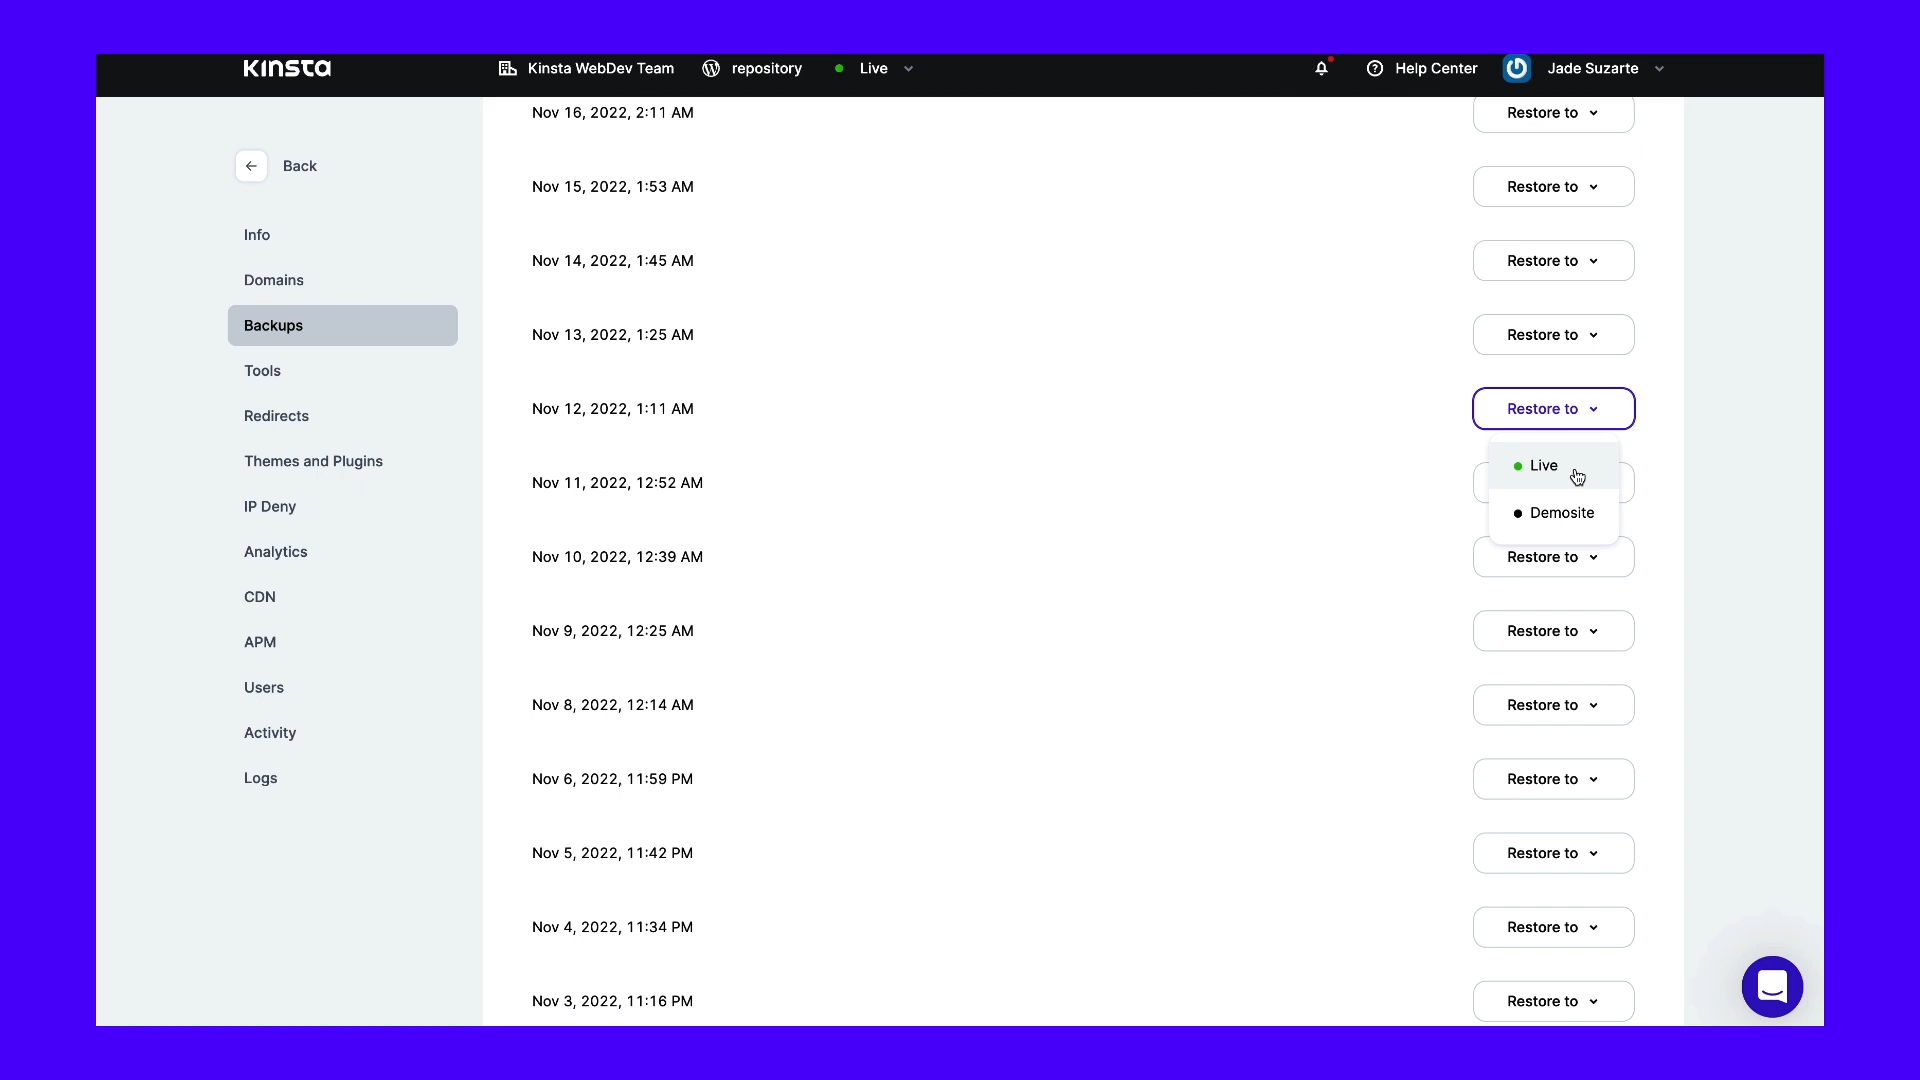 Kinsta
Kinsta WebDev Team
repository
Live
Help Center
Jade Suzarte
Back
Info
Domains
Backups
Tools
Redirects
Themes and Plugins
IP Deny
Analytics
CDN
APM
Users
Activity
Logs
Nov 16, 2022, 2:11 AM Restore to
Nov 15, 2022, 1:53 AM Restore to
Nov 14, 2022, 1:45 AM Restore to
Nov 13, 2022, 1:25 AM Restore to
Nov 12, 2022, 1:11 AM Restore to
Live
Nov 11, 2022, 12:52 AM
Demosite
Nov 10, 2022, 12:39 AM Restore to
Nov 9, 2022, 12:25 AM Restore to
Nov 8, 2022, 12:14 AM Restore to
Nov 6, 2022, 11:59 PM Restore to
Nov 5, 2022, 11:42 PM Restore to
Nov 4, 2022, 11:34 PM Restore to
Nov 3, 2022, 11:16 PM Restore to